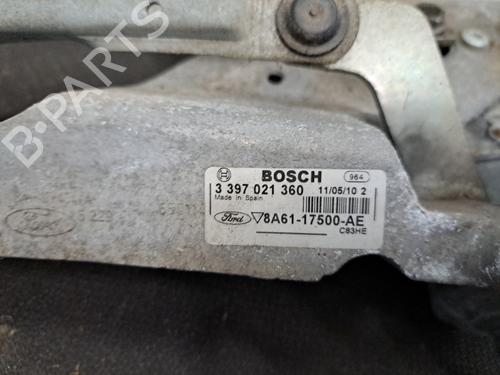 B-PARTS
BOSCH 964
3 397 021 360 11/05/10 2
Made in Spain
Ford 8A61-17500-AE
C83HE